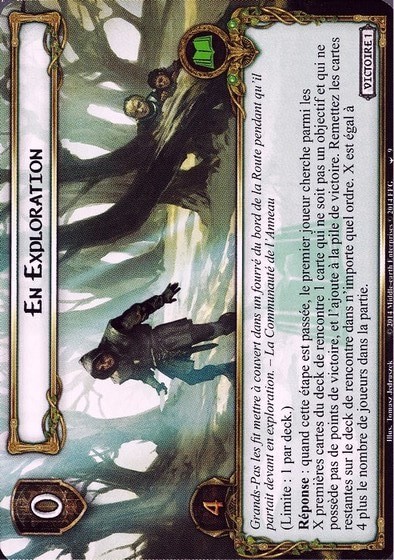 0
EN EXPLORATION
4
Grands-Pas les fit mettre à couvert dans un fourré du bord de la Route pendant qu'il
partait devant en exploration. – La Communauté de l'Anneau
(Limite : 1 par deck.)
Réponse : quand cette étape est passée, le premier joueur cherche parmi les
X premières cartes du deck de rencontre 1 carte qui ne soit pas un objectif et qui ne
possède pas de points de victoire, et l'ajoute à la pile de victoire. Remettez les cartes
restantes sur le deck de rencontre dans n'importe quel ordre. X est égal à
4 plus le nombre de joueurs dans la partie.
VICTOIRE 1
Illus. Tomasz Jedruszek
© 2014 Middle-earth Enterprises © 2014 FFG
9